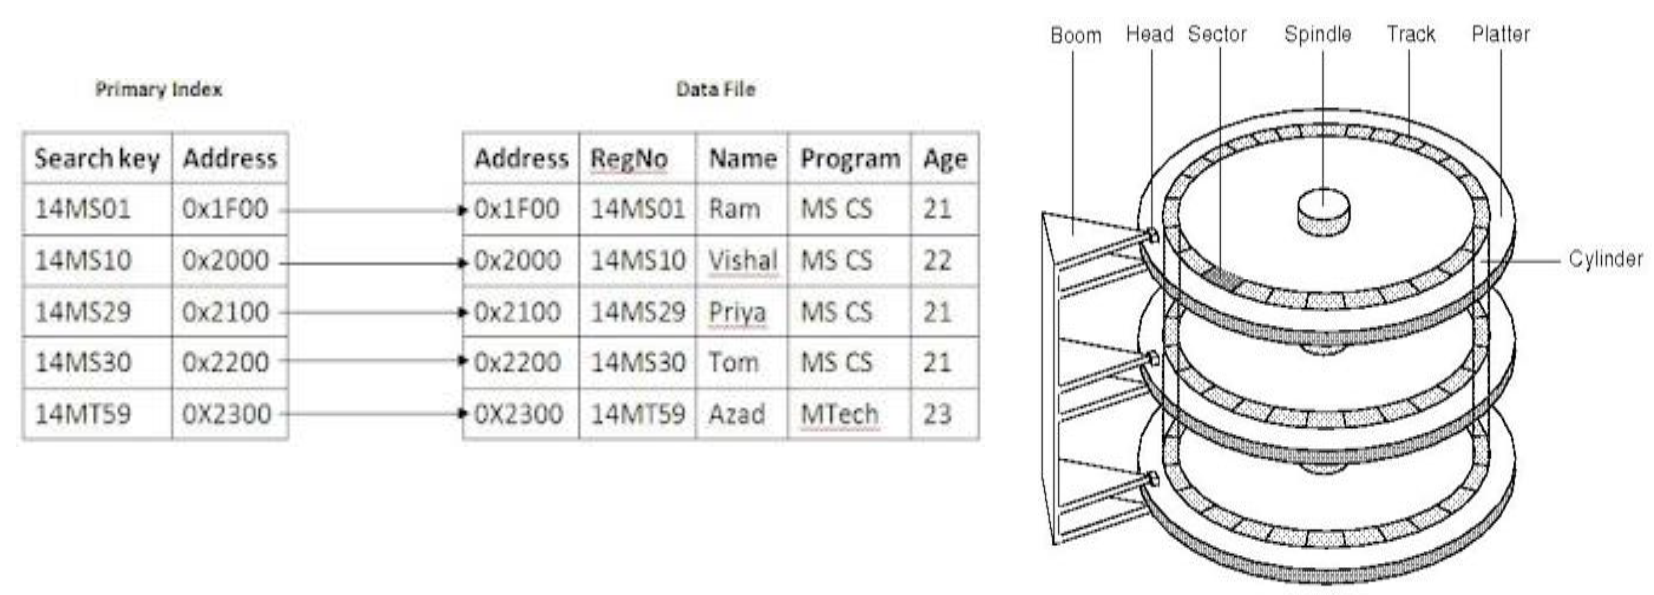 Boom Head Sector Spindle Track Platter
Primary Index
Data File
Search key Address
14MS01 0x1F00
14MS10 0x2000
14MS29 0x2100
14MS30 0x2200
14MT59 0X2300
Address RegNo Name Program Age
0x1F00 14MS01 Ram MS CS 21
0x2000 14MS10 Vishal MS CS 22
0x2100 14MS29 Priya MS CS 21
0x2200 14MS30 Tom MS CS 21
0X2300 14MT59 Azad MTech 23
Cylinder